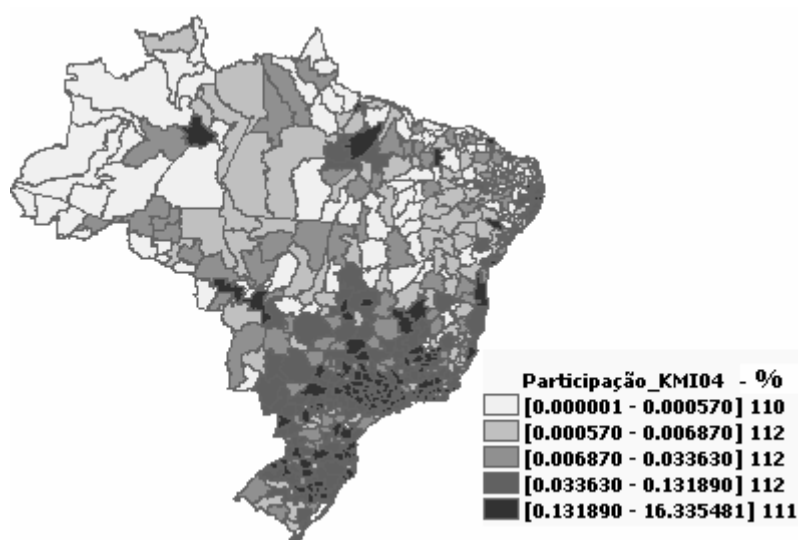 Participação_KMI04 - %
[0.000001 - 0.000570] 110
[0.000570 - 0.006870] 112
[0.006870 - 0.033630] 112
[0.033630 - 0.131890] 112
[0.131890 - 16.335481] 111